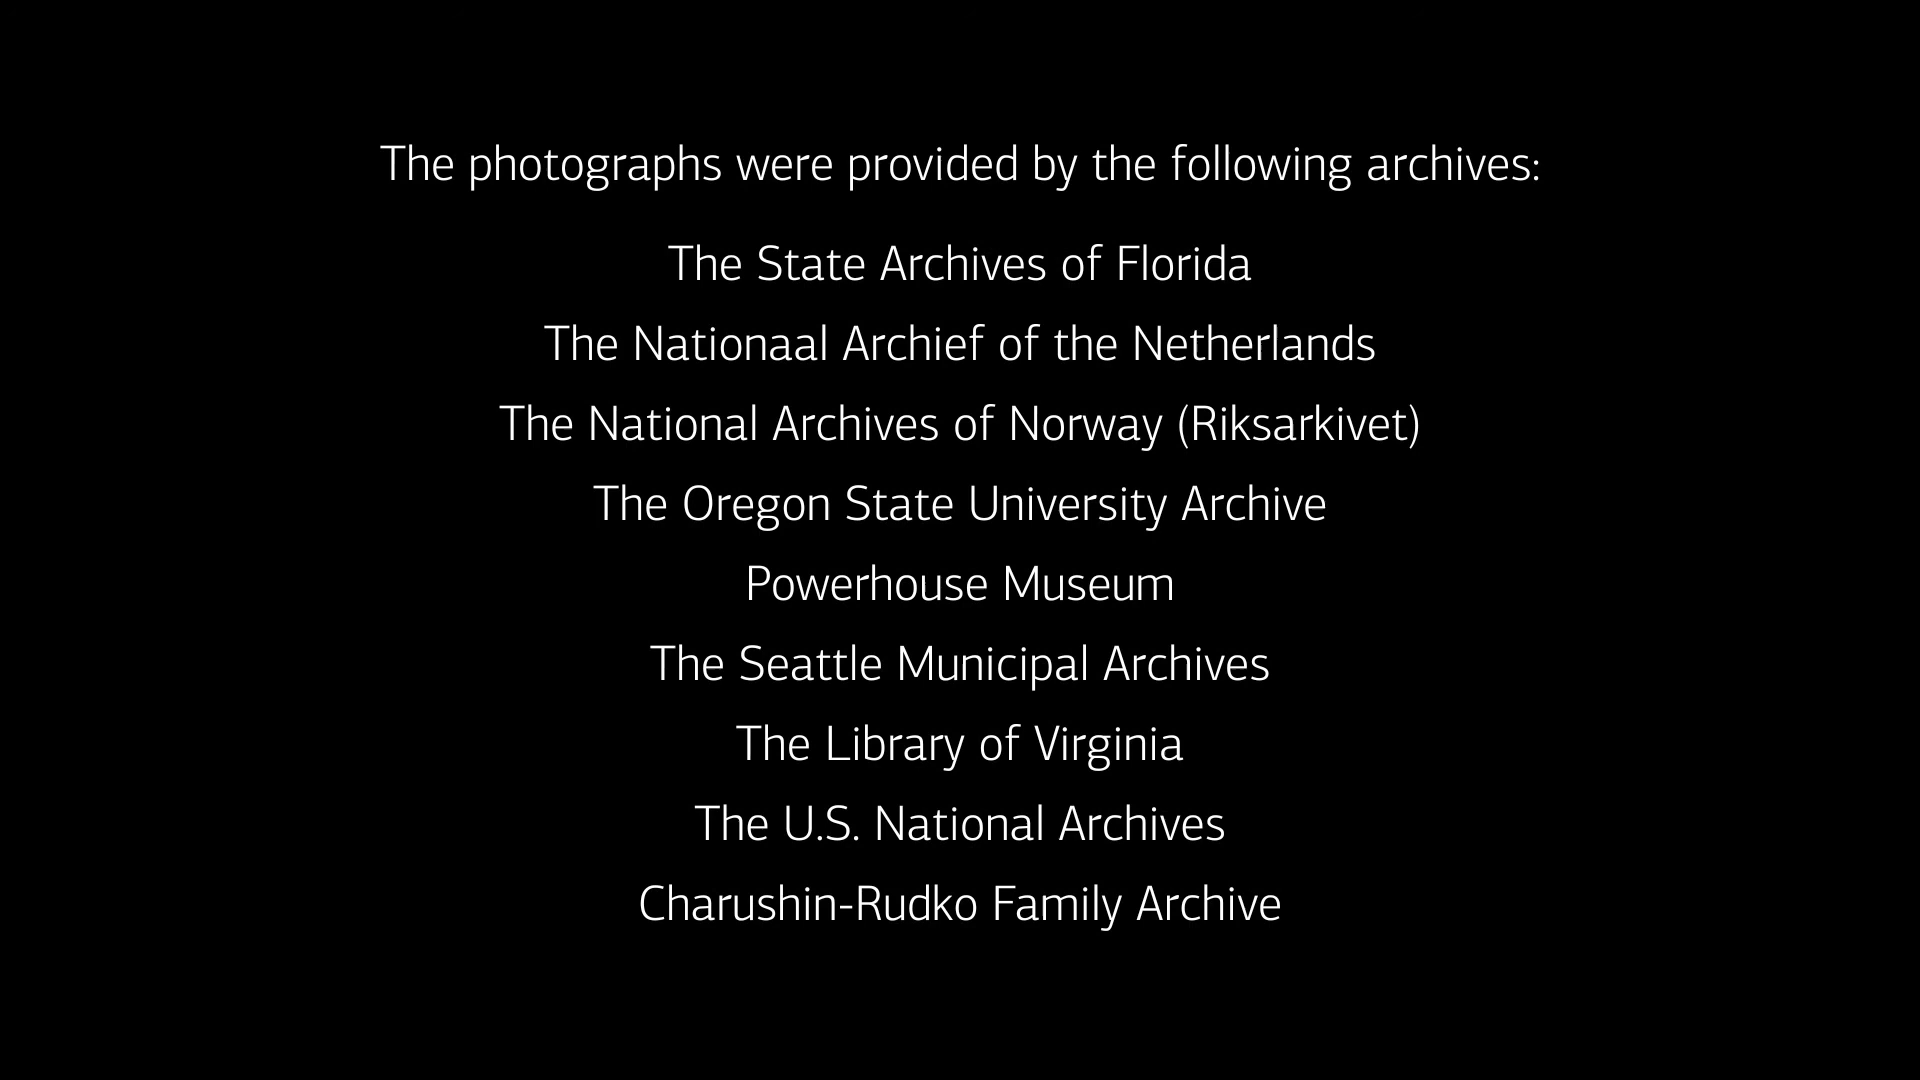 The photographs were provided by the following archives:
The State Archives of Florida
The Nationaal Archief of the Netherlands
The National Archives of Norway (Riksarkivet)
The Oregon State University Archive
Powerhouse Museum
The Seattle Municipal Archives
The Library of Virginia
The U.S. National Archives
Charushin-Rudko Family Archive